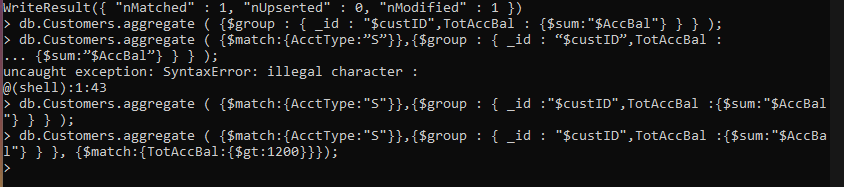 WriteResult({ "nMatched" : 1, "nUpserted" : 0, "nModified" : 1 })
> db.Customers.aggregate ( {$group : { _id : "$custID",TotAccBal : {$sum:"$AccBal"} } } );
> db.Customers.aggregate ( {$match:{AcctType:”S”}},{$group : { _id : “$custID”,TotAccBal :
... {$sum:”$AccBal”} } } );
uncaught exception: SyntaxError: illegal character :
@(shell):1:43
> db.Customers.aggregate ( {$match:{AcctType:"S"}},{$group : { _id :"$custID",TotAccBal :{$sum:"$AccBal
"} } } );
> db.Customers.aggregate ( {$match:{AcctType:"S"}},{$group : { _id : "$custID",TotAccBal :{$sum:"$AccBa
l"} } }, {$match:{TotAccBal:{$gt:1200}}});
>